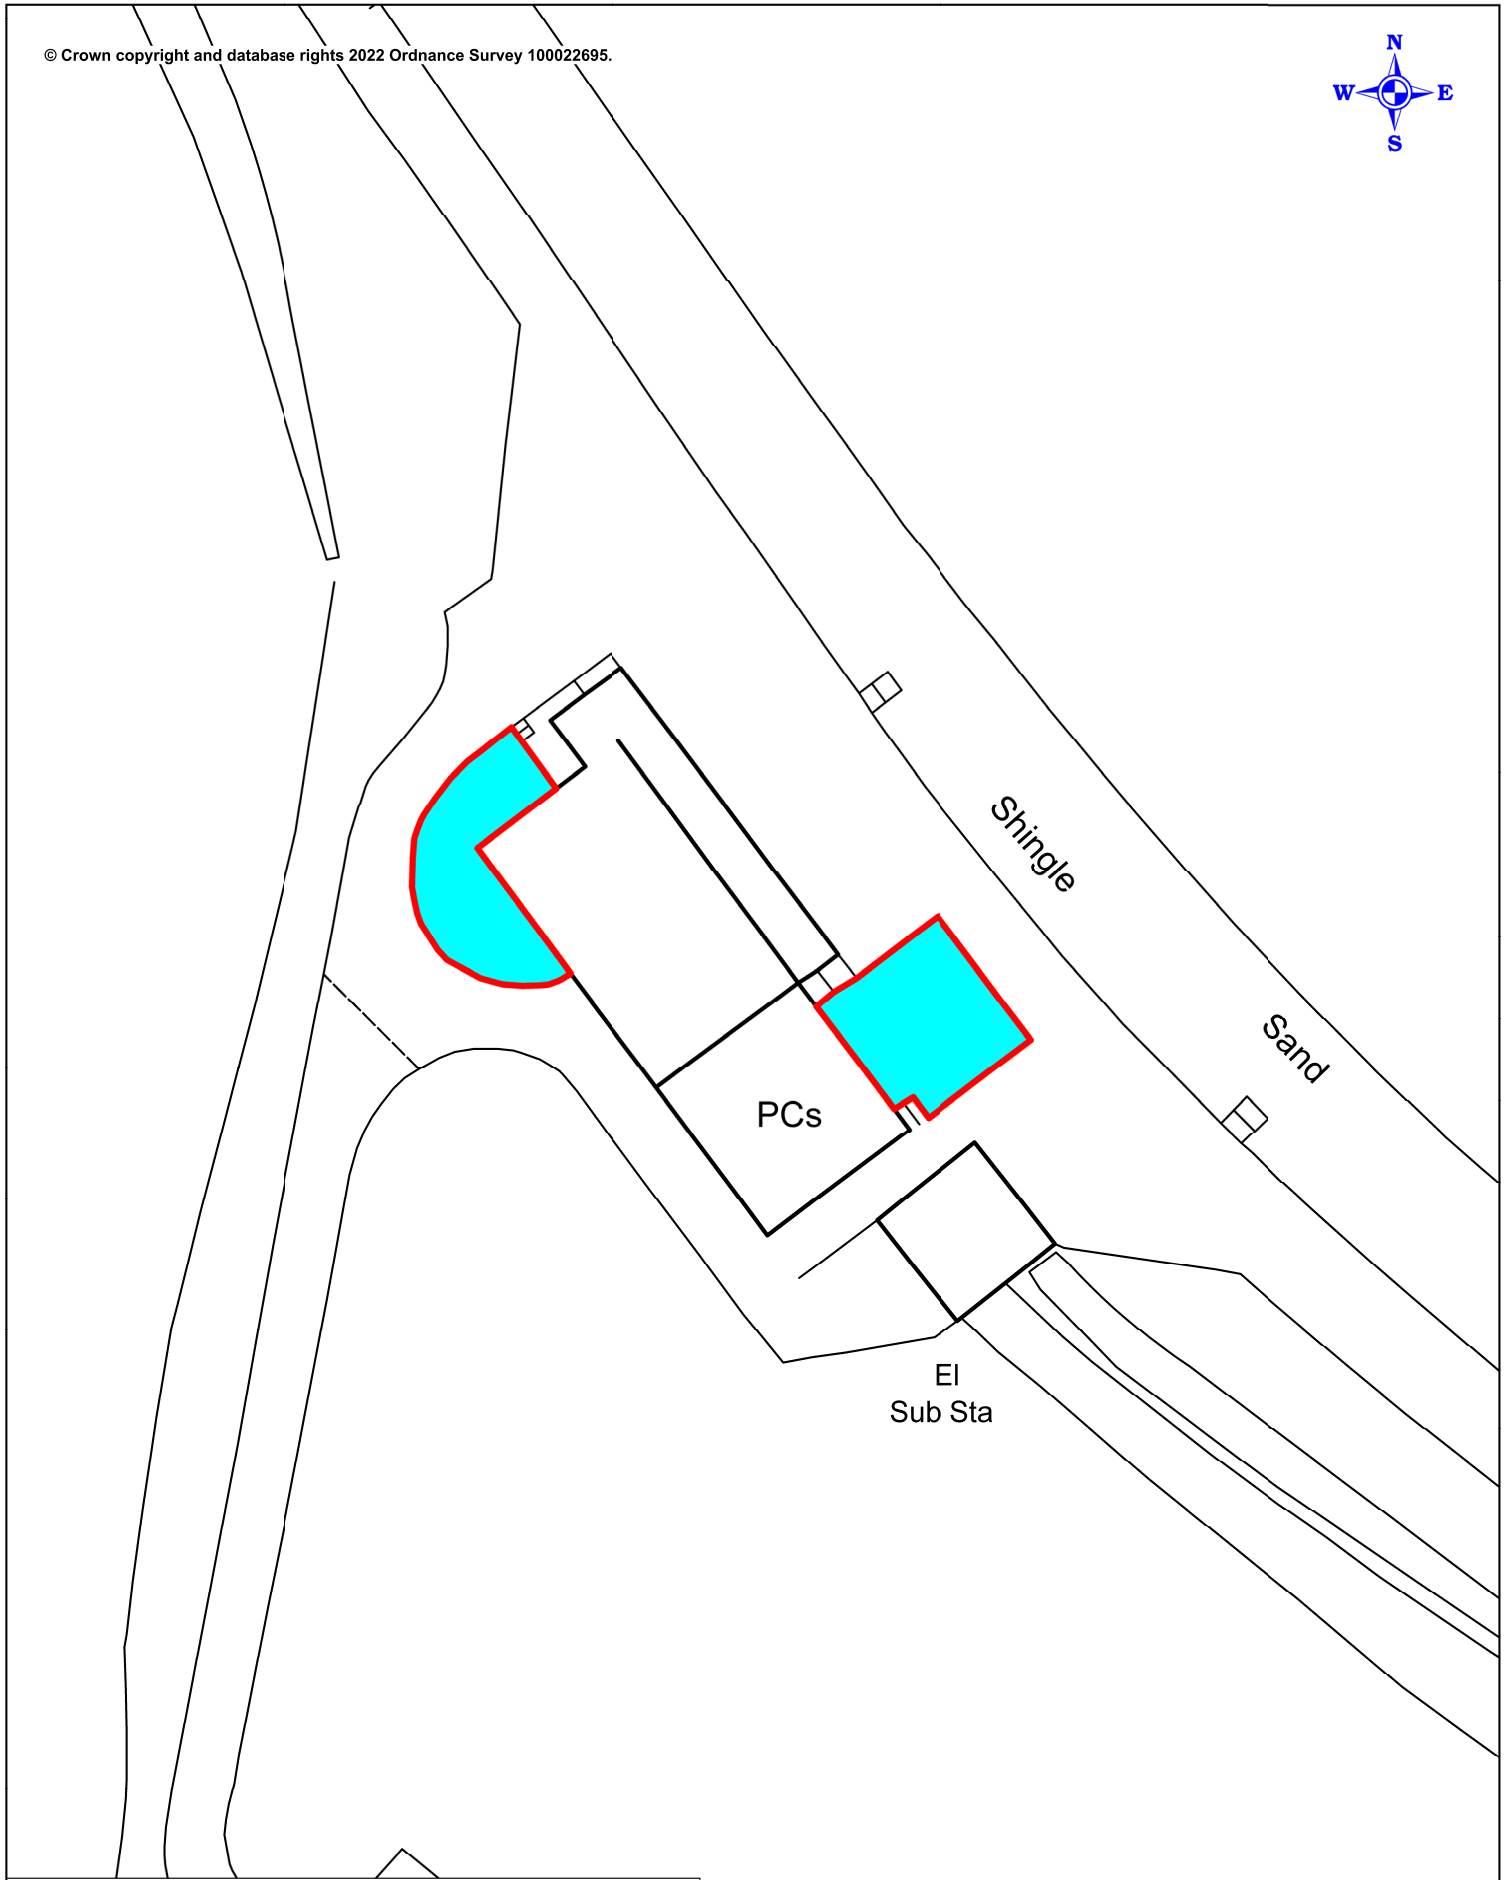 © Crown copyright and database rights 2022 Ordnance Survey 100022695.
N
W E
S
Shingle
Sand
PCs
El
Sub Sta